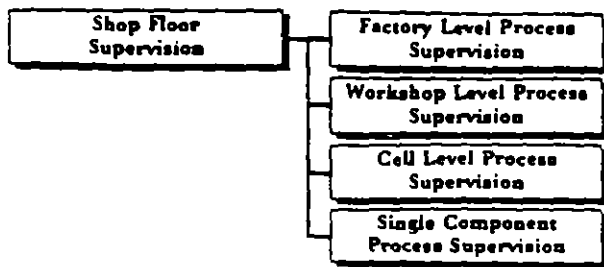 Shop Floor
Supervision
Factory Level Process
Supervision
Workshop Level Process
Supervision
Cell Level Process
Supervision
Single Component
Process Supervision